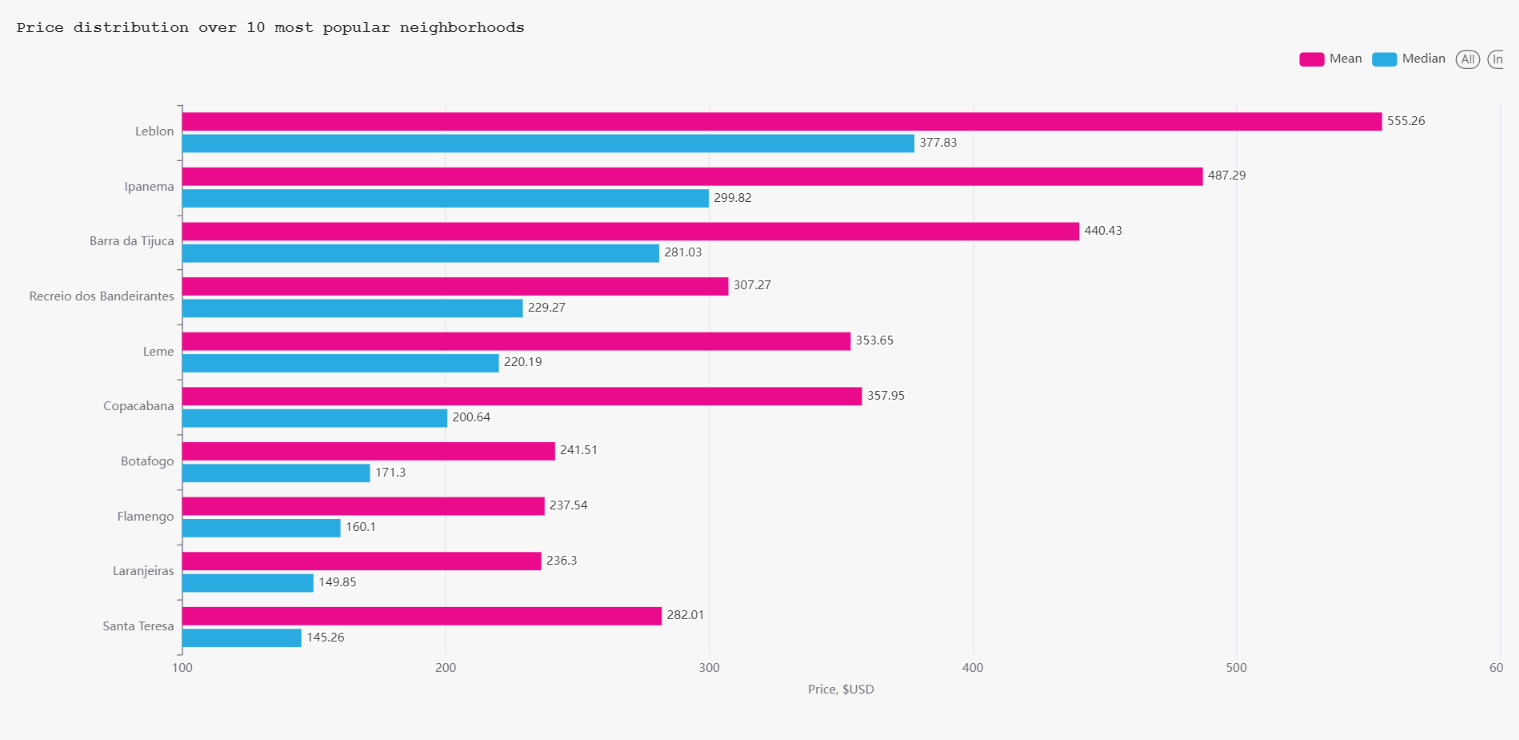 Price distribution over 10 most popular neighborhoods
Mean Median All In
Leblon 555.26
377.83
Ipanema 487.29
299.82
Barra da Tijuca 440.43
281.03
Recreio dos Bandeirantes 307.27
229.27
Leme 353.65
220.19
Copacabana 357.95
200.64
Botafogo 241.51
171.3
Flamengo 237.54
160.1
Laranjeiras 236.3
149.85
Santa Teresa 282.01
145.26
100 200 300 400 500 60
Price, $USD